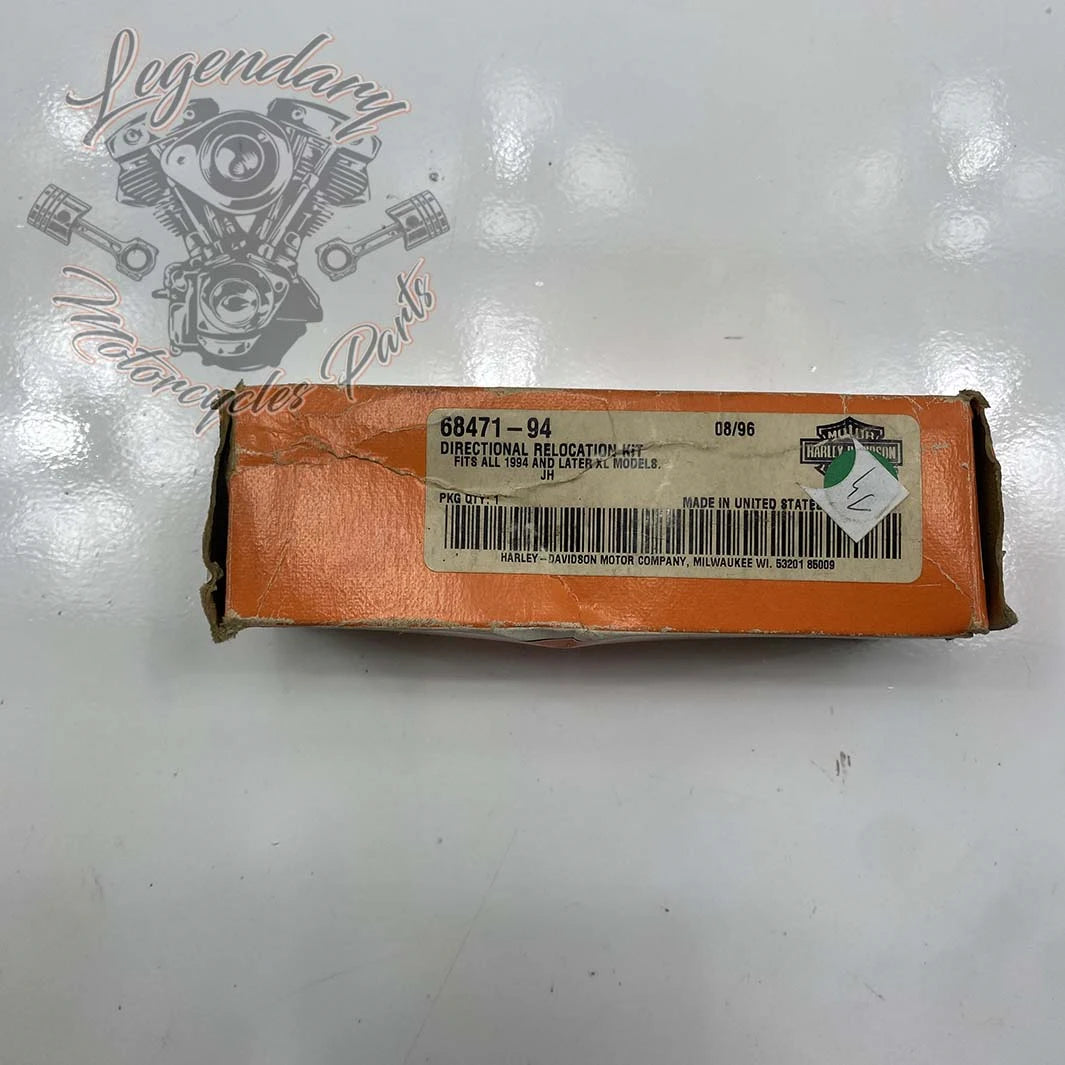 Legendary
Motorcycles Parts
68471-94
08/96
DIRECTIONAL RELOCATION KIT
FITS ALL 1994 AND LATER XL MODELS.
JH
PKG QTY: 1
MADE IN UNITED STATE
MOTOR
HARLEY-DAVIDSON
HARLEY-DAVIDSON MOTOR COMPANY, MILWAUKEE WI. 53201 85009